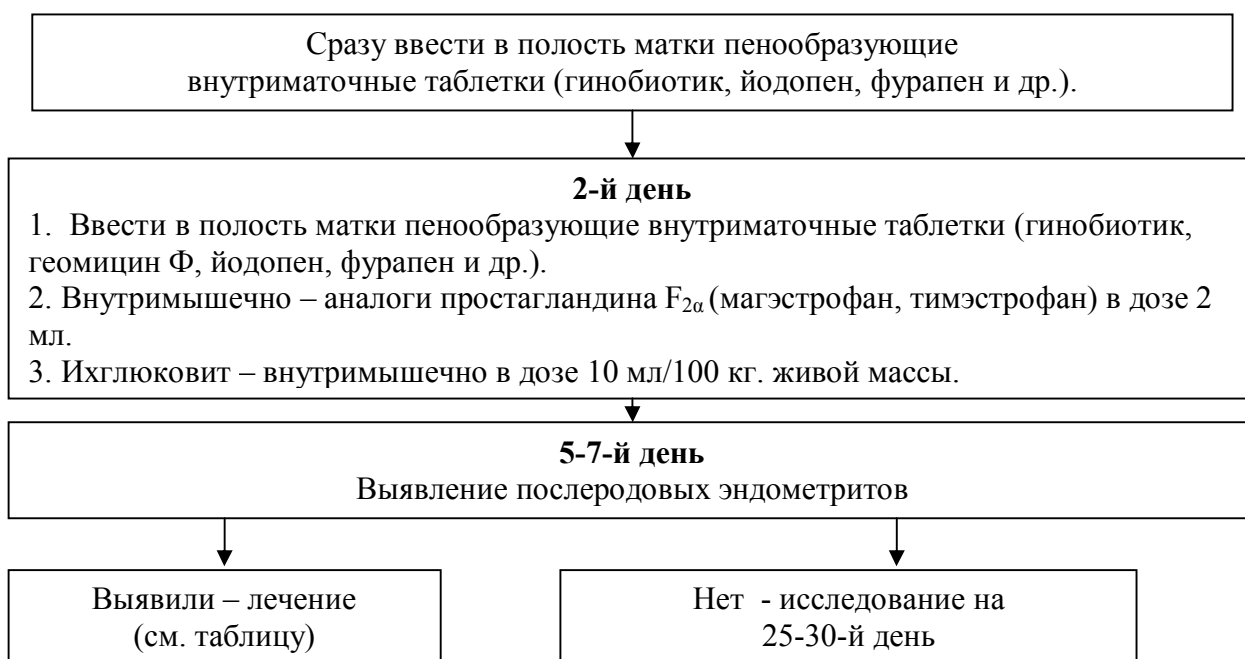 Сразу ввести в полость матки пенообразующие
внутриматочные таблетки (гинобиотик, йодопен, фурапен и др.).
2-й день
1. Ввести в полость матки пенообразующие внутриматочные таблетки (гинобиотик,
геомицин Ф, йодопен, фурапен и др.).
2. Внутримышечно – аналоги простагландина F2α (магэстрофан, тимэстрофан) в дозе 2
мл.
3. Ихглюковит – внутримышечно в дозе 10 мл/100 кг. живой массы.
5-7-й день
Выявление послеродовых эндометритов
Выявили – лечение
(см. таблицу)
Нет - исследование на
25-30-й день